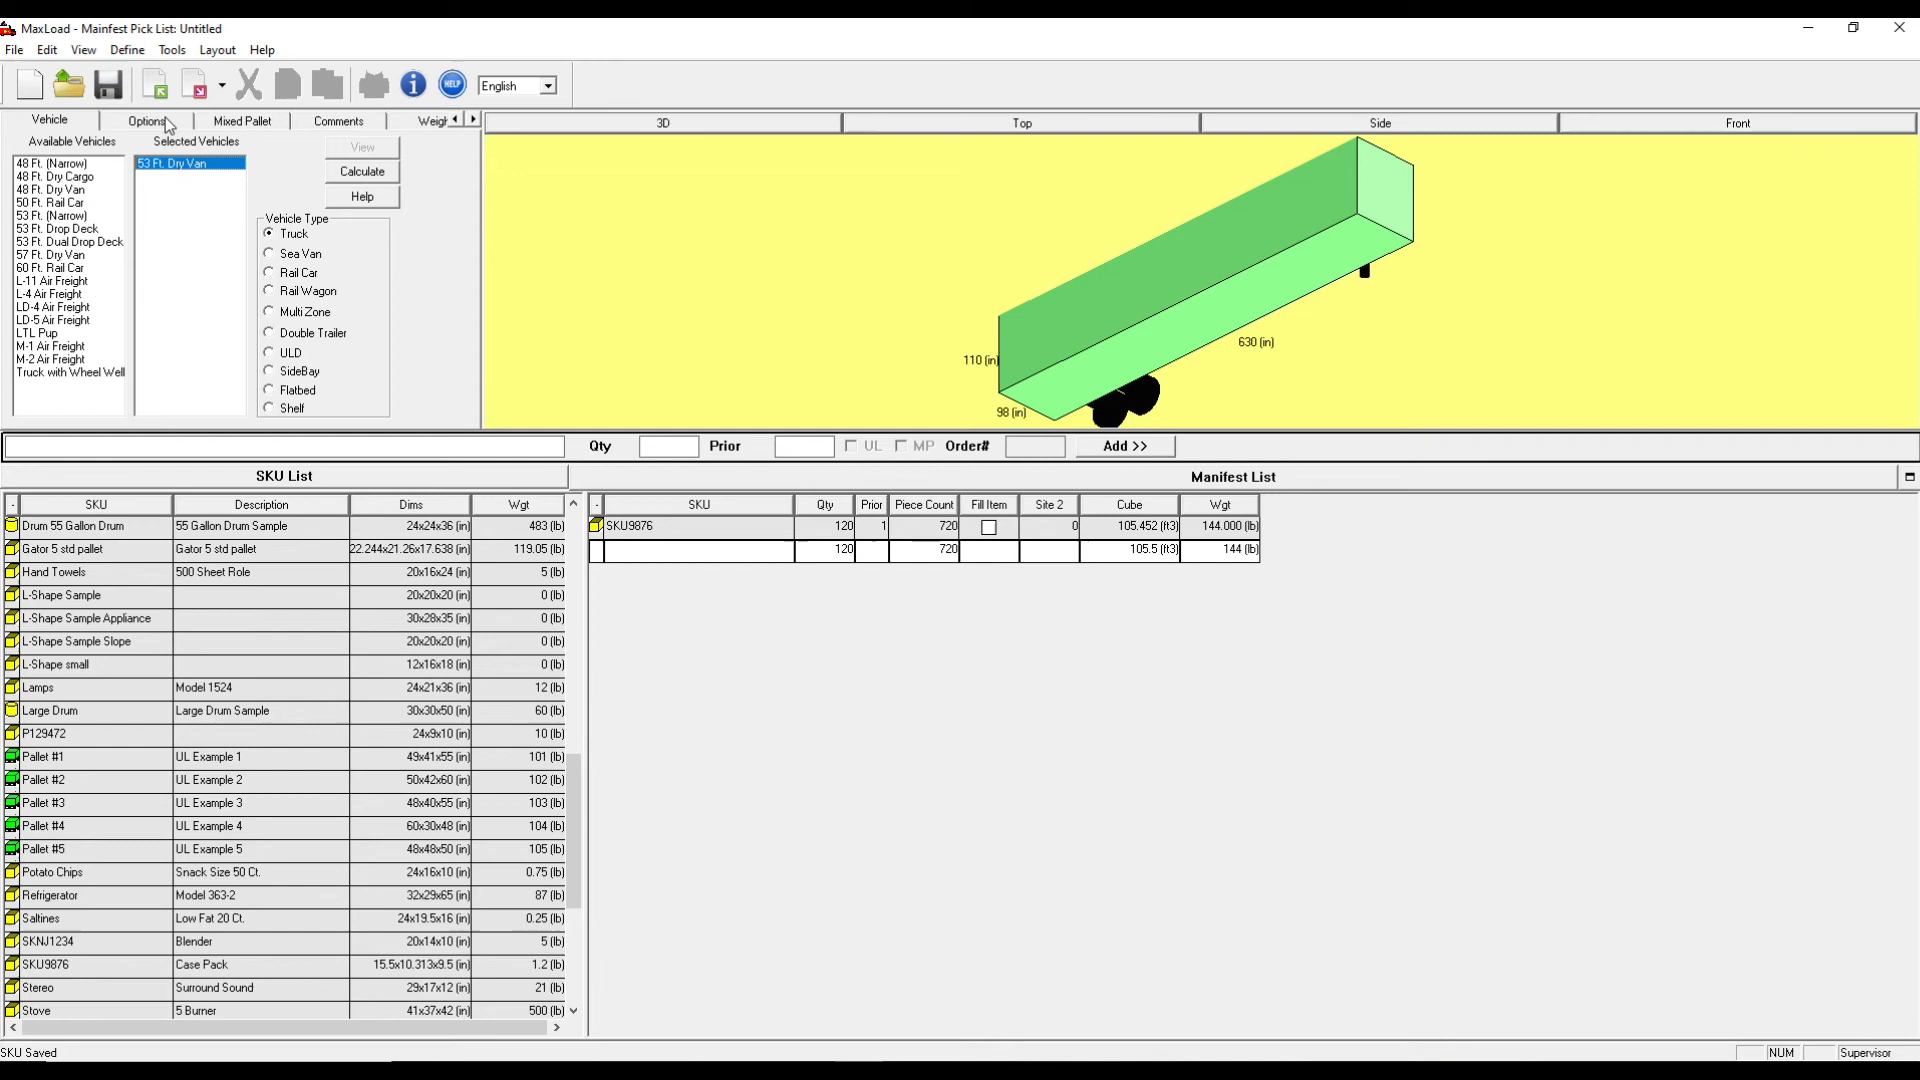 MaxLoad - Mainfest Pick List: Untitled
File Edit View Define Tools Layout Help
HELP English
Vehicle Options Mixed Pallet Comments Weigh
3D Top Side Front
Available Vehicles Selected Vehicles
48 Ft. (Narrow)
48 Ft. Dry Cargo
48 Ft. Dry Van
50 Ft. Rail Car
53 Ft. (Narrow)
53 Ft. Drop Deck
53 Ft. Dual Drop Deck
57 Ft. Dry Van
60 Ft. Rail Car
L-11 Air Freight
L-4 Air Freight
LD-4 Air Freight
LD-5 Air Freight
LTL Pup
M-1 Air Freight
M-2 Air Freight
Truck with Wheel Well
53 Ft. Dry Van
View
Calculate
Help
Vehicle Type
Truck
Sea Van
Rail Car
Rail Wagon
Multi Zone
Double Trailer
ULD
SideBay
Flatbed
Shelf
630 (in)
110 (in)
98 (in)
Qty Prior UL MP Order# Add >>
SKU List
- SKU Description Dims Wgt
Drum 55 Gallon Drum 55 Gallon Drum Sample 24x24x36 (in) 483 (lb)
Gator 5 std pallet Gator 5 std pallet 22.244x21.26x17.638 (in) 119.05 (lb)
Hand Towels 500 Sheet Role 20x16x24 (in) 5 (lb)
L-Shape Sample 20x20x20 (in) 0 (lb)
L-Shape Sample Appliance 30x28x35 (in) 0 (lb)
L-Shape Sample Slope 20x20x20 (in) 0 (lb)
L-Shape small 12x16x18 (in) 0 (lb)
Lamps Model 1524 24x21x36 (in) 12 (lb)
Large Drum Large Drum Sample 30x30x50 (in) 60 (lb)
P129472 24x9x10 (in) 10 (lb)
Pallet #1 UL Example 1 49x41x55 (in) 101 (lb)
Pallet #2 UL Example 2 50x42x60 (in) 102 (lb)
Pallet #3 UL Example 3 48x40x55 (in) 103 (lb)
Pallet #4 UL Example 4 60x30x48 (in) 104 (lb)
Pallet #5 UL Example 5 48x48x50 (in) 105 (lb)
Potato Chips Snack Size 50 Ct. 24x16x10 (in) 0.75 (lb)
Refrigerator Model 363-2 32x29x65 (in) 87 (lb)
Saltines Low Fat 20 Ct. 24x19.5x16 (in) 0.25 (lb)
SKNJ1234 Blender 20x14x10 (in) 5 (lb)
SKU9876 Case Pack 15.5x10.313x9.5 (in) 1.2 (lb)
Stereo Surround Sound 29x17x12 (in) 21 (lb)
Stove 5 Burner 41x37x42 (in) 500 (lb)
Manifest List
- SKU Qty Prior Piece Count Fill Item Site 2 Cube Wgt
SKU9876 120 1 720 0 105.452 (ft3) 144.000 (lb)
120 720 105.5 (ft3) 144 (lb)
SKU Saved NUM Supervisor